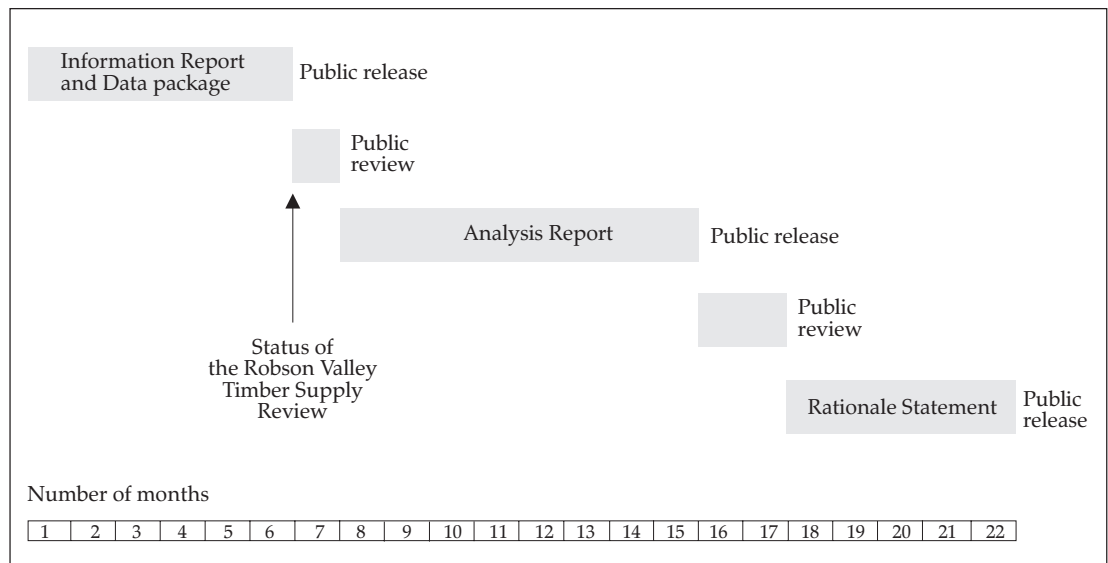 Information Report
and Data package
Public release
Public
review
Analysis Report
Public release
Public
review
Status of
the Robson Valley
Timber Supply
Review
Rationale Statement
Public
release
Number of months
1 2 3 4 5 6 7 8 9 10 11 12 13 14 15 16 17 18 19 20 21 22